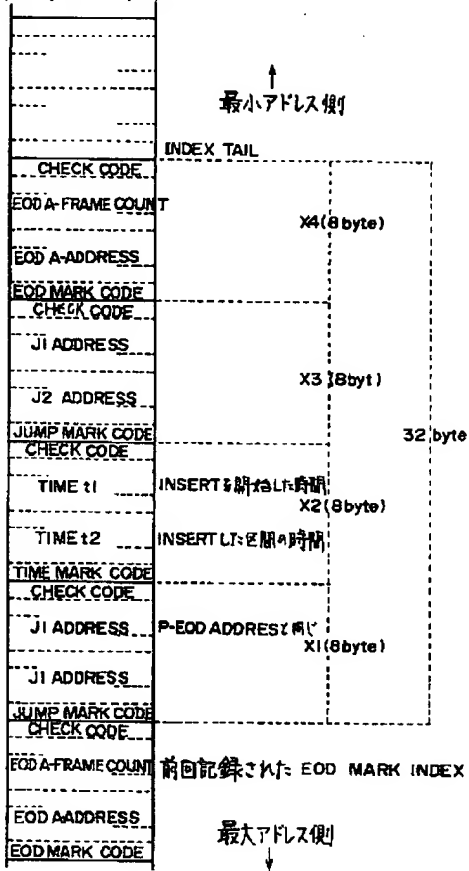 最小アドレス側
INDEX TAIL
CHECK CODE
EOD A-FRAME COUNT
X4(8byte)
EOD A-ADDRESS
EOD MARK CODE
CHECK CODE
J1 ADDRESS
X3(8byt)
J2 ADDRESS
JUMP MARK CODE
32 byte
CHECK CODE
TIME t1 INSERTを開始した時間
X2(8byte)
TIME t2 INSERTした区間の時間
TIME MARK CODE
CHECK CODE
J1 ADDRESS P-EOD ADDRESと同じ
X1(8byte)
J1 ADDRESS
JUMP MARK CODE
CHECK CODE
EOD A-FRAME COUNT 前回記録された EOD MARK INDEX
EOD A-ADDRESS
最大アドレス側
EOD MARK CODE